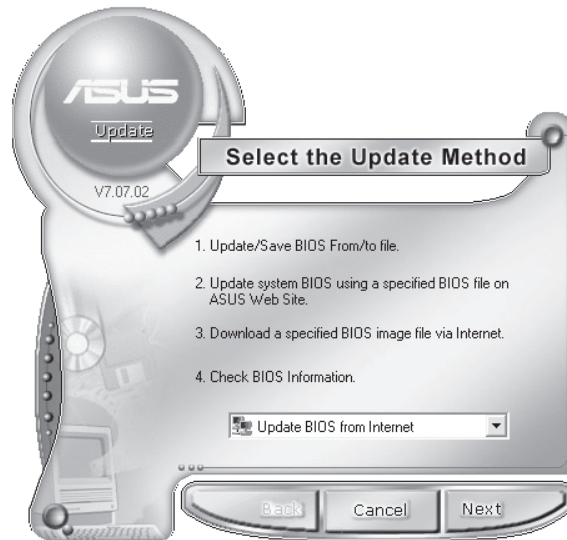 ASUS
Update
V7.07.02
Select the Update Method
1. Update/Save BIOS From/to file.
2. Update system BIOS using a specified BIOS file on
ASUS Web Site.
3. Download a specified BIOS image file via Internet.
4. Check BIOS Information.
Update BIOS from Internet
Back Cancel Next